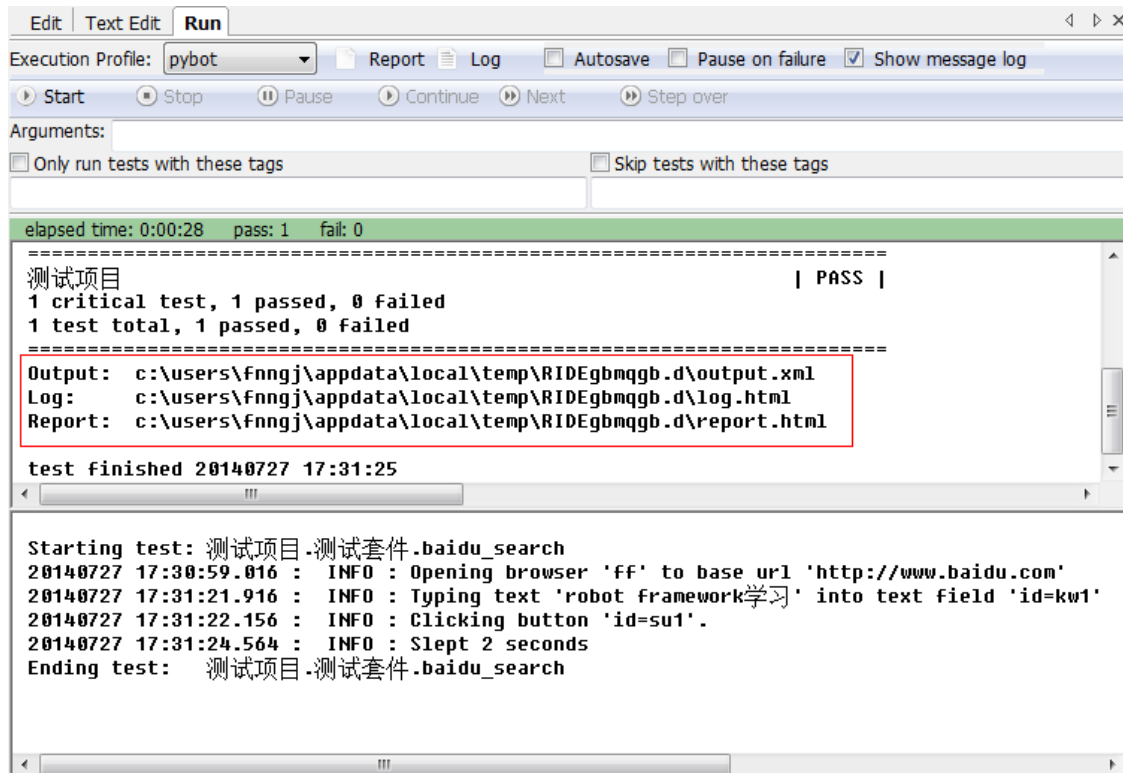 Edit Text Edit Run
Execution Profile: pybot Report Log Autosave Pause on failure Show message log
Start Stop Pause Continue Next Step over
Arguments:
Only run tests with these tags Skip tests with these tags
elapsed time: 0:00:28 pass: 1 fail: 0
==============================================================================
测试项目 | PASS |
1 critical test, 1 passed, 0 failed
1 test total, 1 passed, 0 failed
==============================================================================
Output: c:\users\fnngj\appdata\local\temp\RIDEgbmqgb.d\output.xml
Log: c:\users\fnngj\appdata\local\temp\RIDEgbmqgb.d\log.html
Report: c:\users\fnngj\appdata\local\temp\RIDEgbmqgb.d\report.html
test finished 20140727 17:31:25
Starting test: 测试项目.测试套件.baidu_search
20140727 17:30:59.016 : INFO : Opening browser 'ff' to base url 'http://www.baidu.com'
20140727 17:31:21.916 : INFO : Typing text 'robot framework学习' into text field 'id=kw1'
20140727 17:31:22.156 : INFO : Clicking button 'id=su1'.
20140727 17:31:24.564 : INFO : Slept 2 seconds
Ending test: 测试项目.测试套件.baidu_search